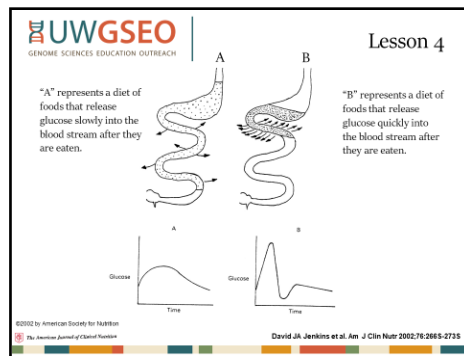 UWGSEO
GENOME SCIENCES EDUCATION OUTREACH
Lesson 4
A
B
“A” represents a diet of
foods that release
glucose slowly into the
blood stream after they
are eaten.
“B” represents a diet of
foods that release
glucose quickly into
the blood stream after
they are eaten.
A
B
Glucose
Time
Glucose
Time
©2002 by American Society for Nutrition
The American Journal of Clinical Nutrition
David JA Jenkins et al. Am J Clin Nutr 2002;76:266S-273S